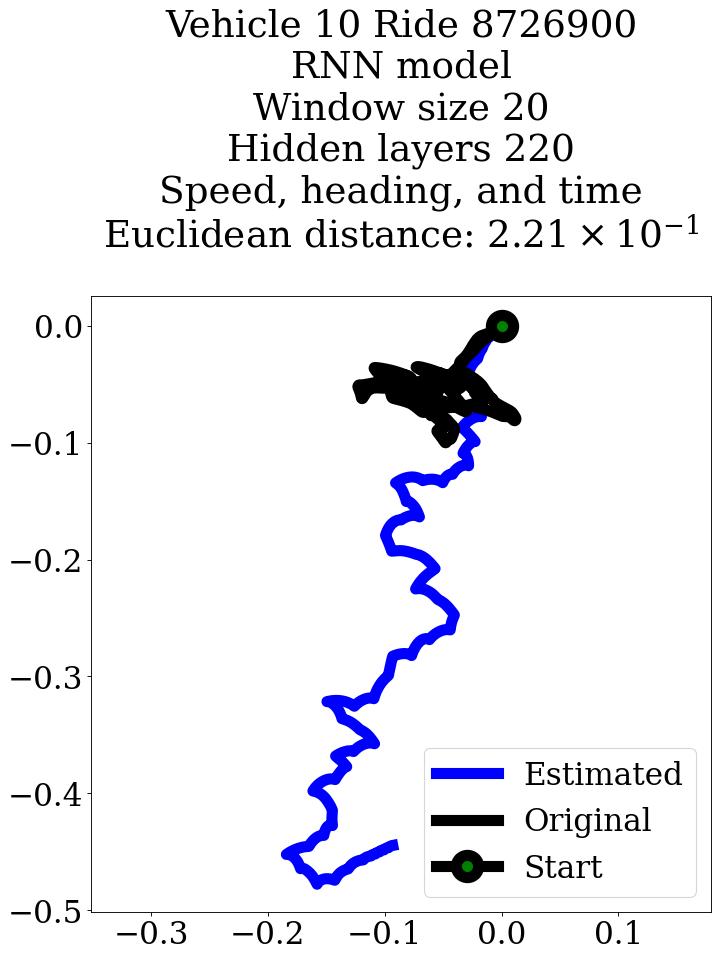 Vehicle 10 Ride 8726900
RNN model
Window size 20
Hidden layers 220
Speed, heading, and time
Euclidean distance: 2.21 × 10⁻¹
0.0
−0.1
−0.2
−0.3
−0.4
−0.5
Estimated
Original
Start
−0.3 −0.2 −0.1 0.0 0.1